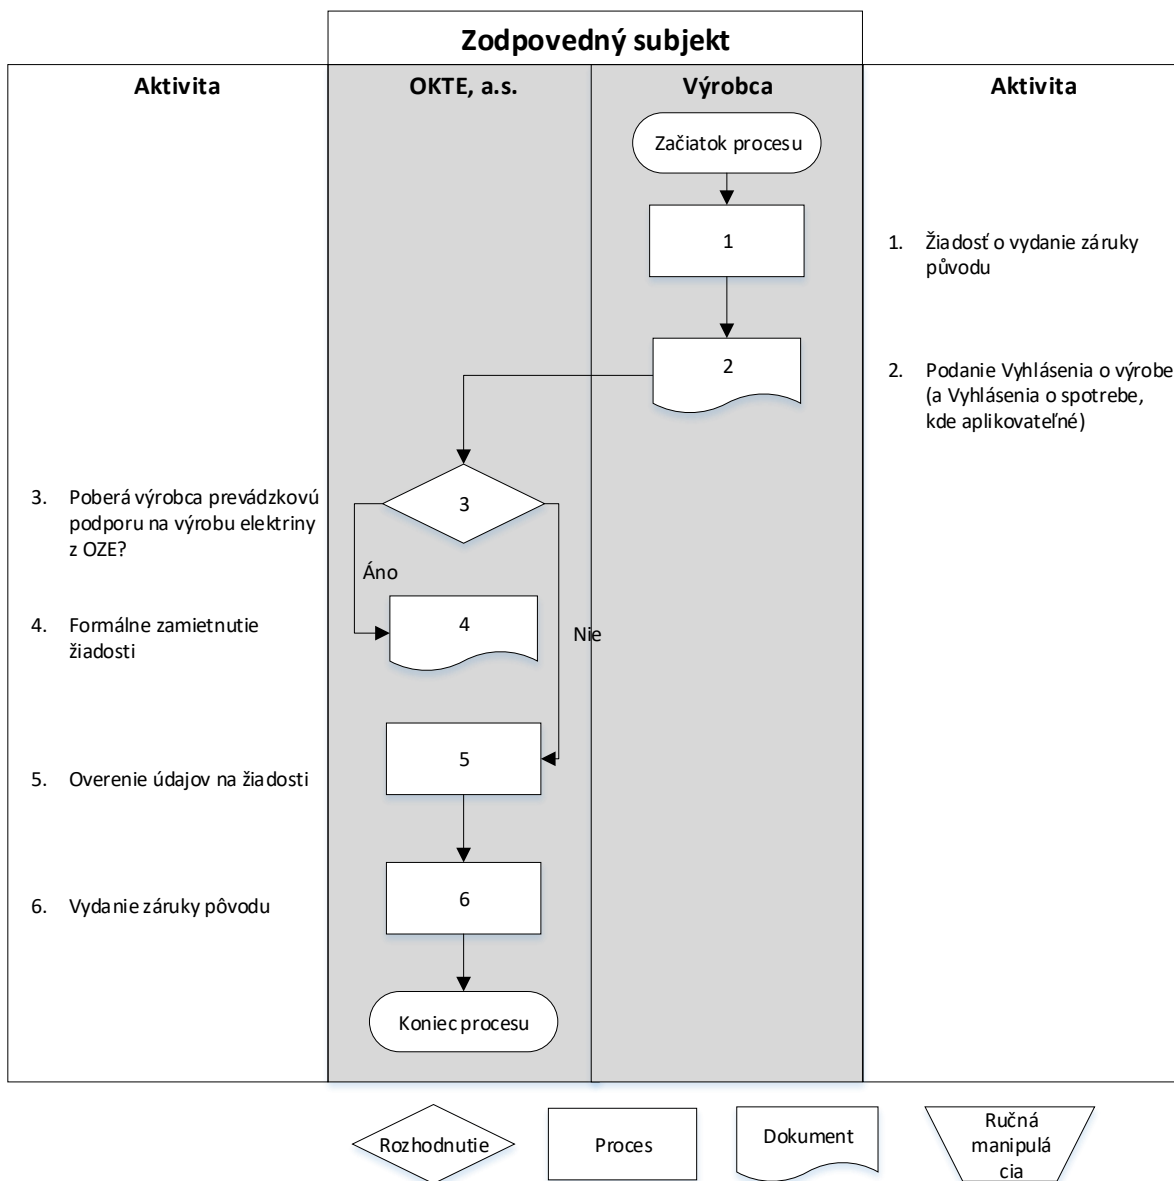 Zodpovedný subjekt
Aktivita
OKTE, a.s.
Výrobca
Aktivita
Začiatok procesu
1
1. Žiadosť o vydanie záruky
původu
2
2. Podanie Vyhlásenia o výrobe
(a Vyhlásenia o spotrebe,
kde aplikovateľné)
3. Poberá výrobca prevádzkovú
podporu na výrobu elektriny
z OZE?
3
Áno
Nie
4. Formálne zamietnutie
žiadosti
4
5. Overenie údajov na žiadosti
5
6. Vydanie záruky pôvodu
6
Koniec procesu
Rozhodnutie
Proces
Dokument
Ručná
manipulá
cia